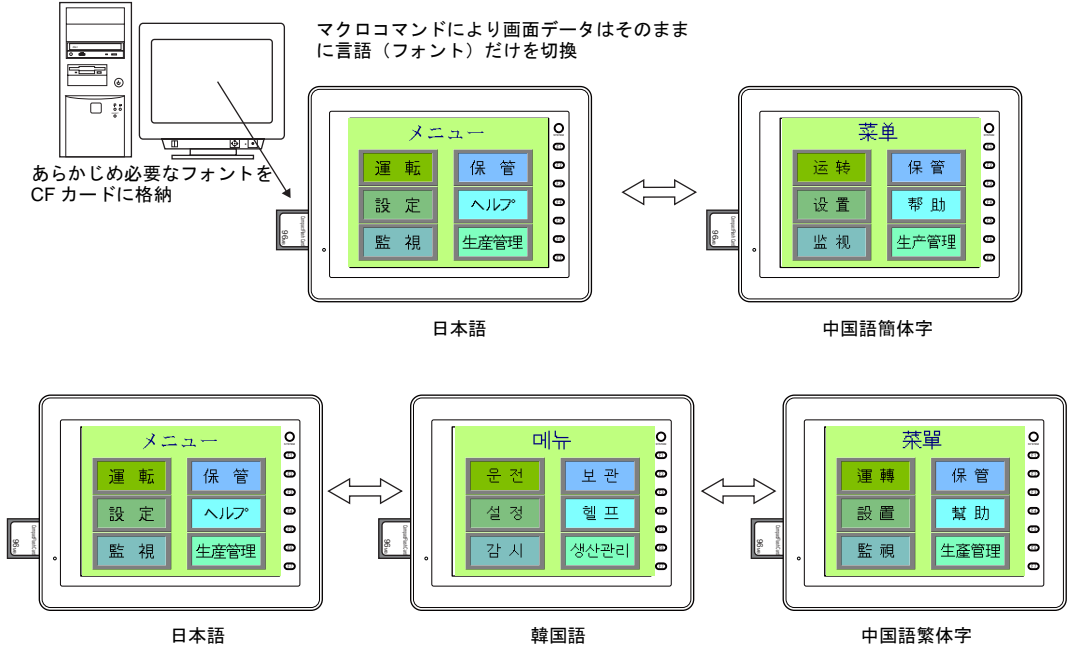 マクロコマンドにより画面データはそのまま
に言語（フォント）だけを切換
あらかじめ必要なフォントを
CF カードに格納
メニュー
運 転
保 管
設 定
ヘルプ
監 視
生産管理
日本語
菜单
运 转
保 管
设 置
帮 助
监 视
生产管理
中国語簡体字
メニュー
運 転
保 管
設 定
ヘルプ
監 視
生産管理
日本語
메뉴
운 전
보 관
설 정
헬 프
감 시
생산관리
韓国語
菜單
運 轉
保 管
設 置
幫 助
監 視
生產管理
中国語繁体字